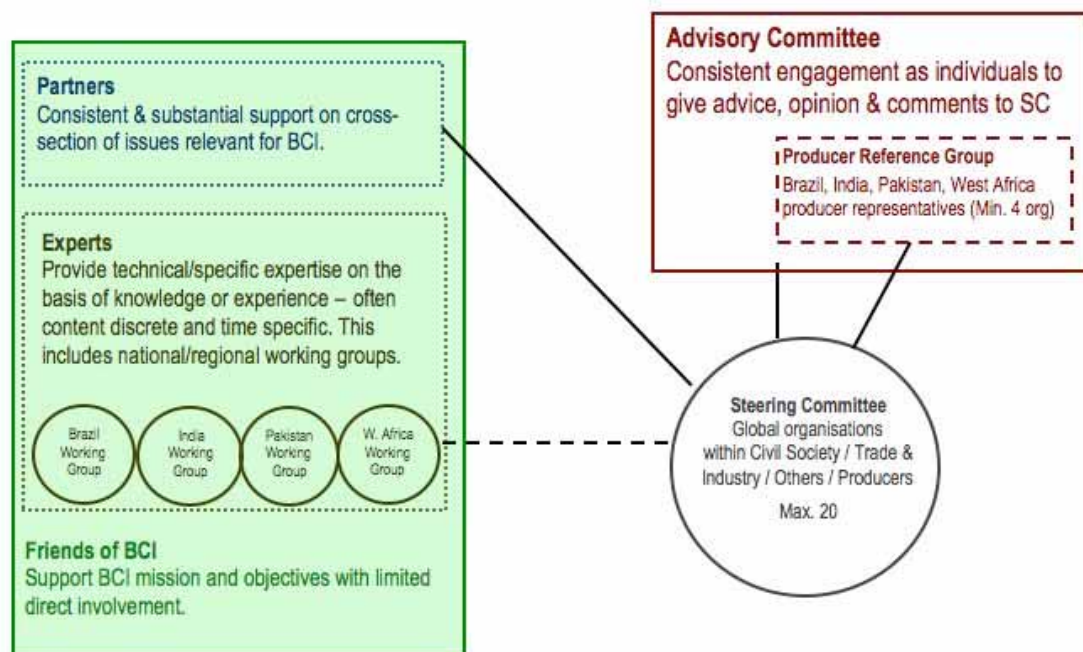 Partners
Consistent & substantial support on cross-
section of issues relevant for BCI.
Experts
Provide technical/specific expertise on the
basis of knowledge or experience – often
content discrete and time specific. This
includes national/regional working groups.
Brazil
Working
Group
India
Working
Group
Pakistan
Working
Group
W. Africa
Working
Group
Friends of BCI
Support BCI mission and objectives with limited
direct involvement.
Advisory Committee
Consistent engagement as individuals to
give advice, opinion & comments to SC
Producer Reference Group
Brazil, India, Pakistan, West Africa
producer representatives (Min. 4 org)
Steering Committee
Global organisations
within Civil Society / Trade &
Industry / Others / Producers
Max. 20